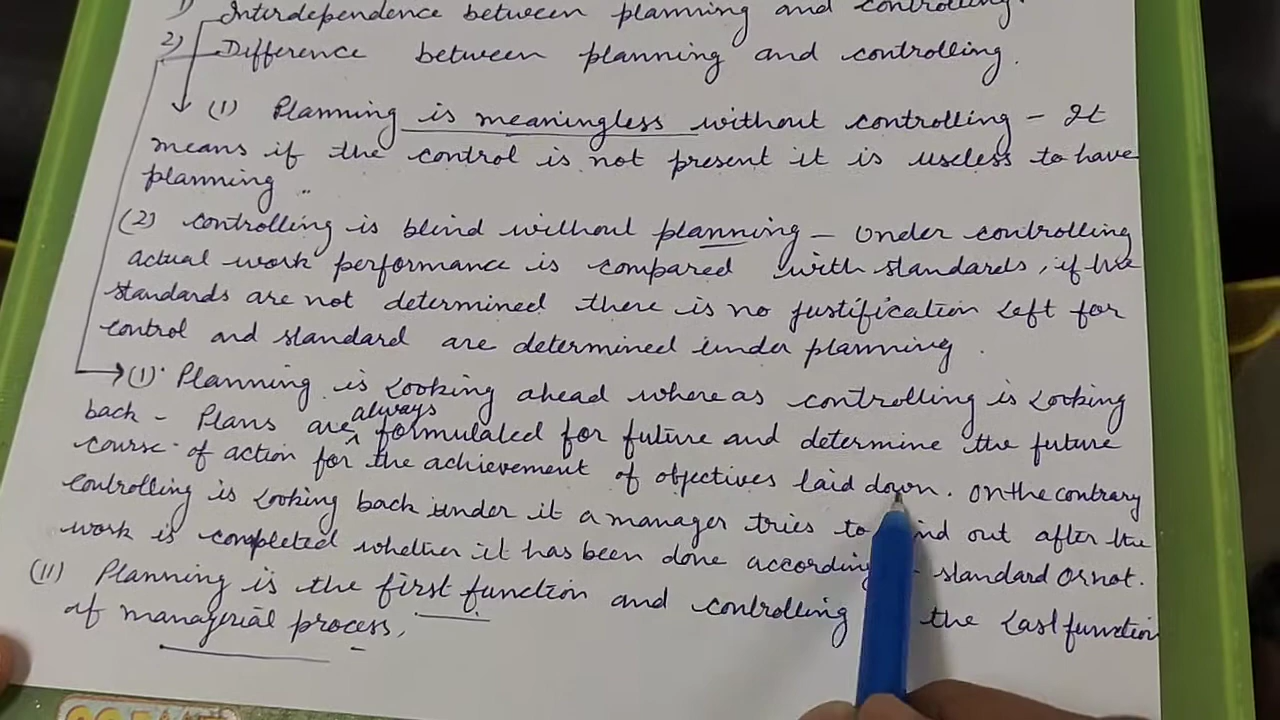 1) Interdependence between planning and controlling.
2) Difference between planning and controlling.
(1) Planning is meaningless without controlling - It
means if the control is not present it is useless to have
planning ..
(2) controlling is blind without planning - Under controlling
actual work performance is compared with standards, if the
standards are not determined there is no justification left for
control and standard are determined under planning.
(1) Planning is looking ahead where as controlling is looking
back - Plans are always formulated for future and determine the future
course of action for the achievement of objectives laid down. On the contrary
controlling is looking back under it a manager tries to ind out after the
work is completed whether it has been done according standard or not.
(11) Planning is the first function and controlling the last function
of managerial process.